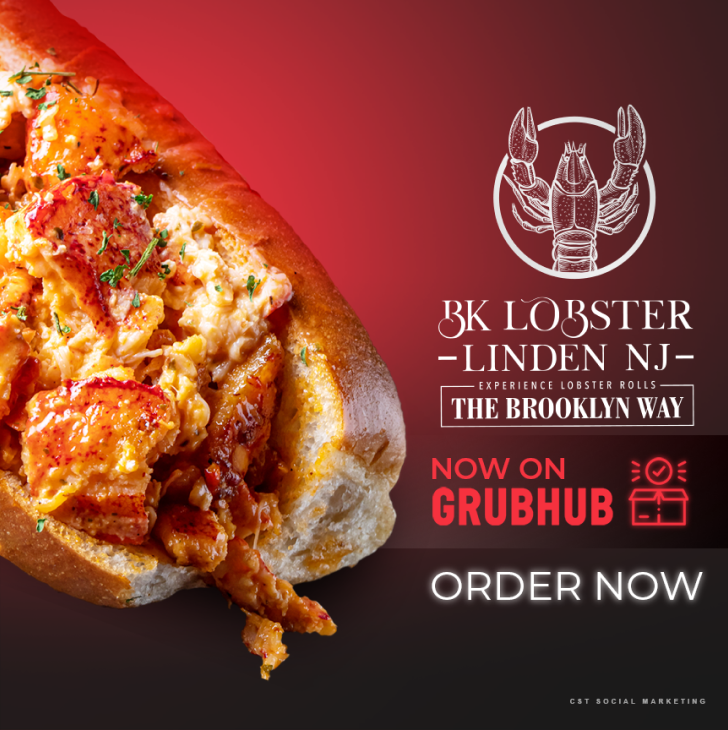 BK LOBSTER
-LINDEN NJ-
EXPERIENCE LOBSTER ROLLS
THE BROOKLYN WAY
NOW ON
GRUBHUB
ORDER NOW
CST SOCIAL MARKETING